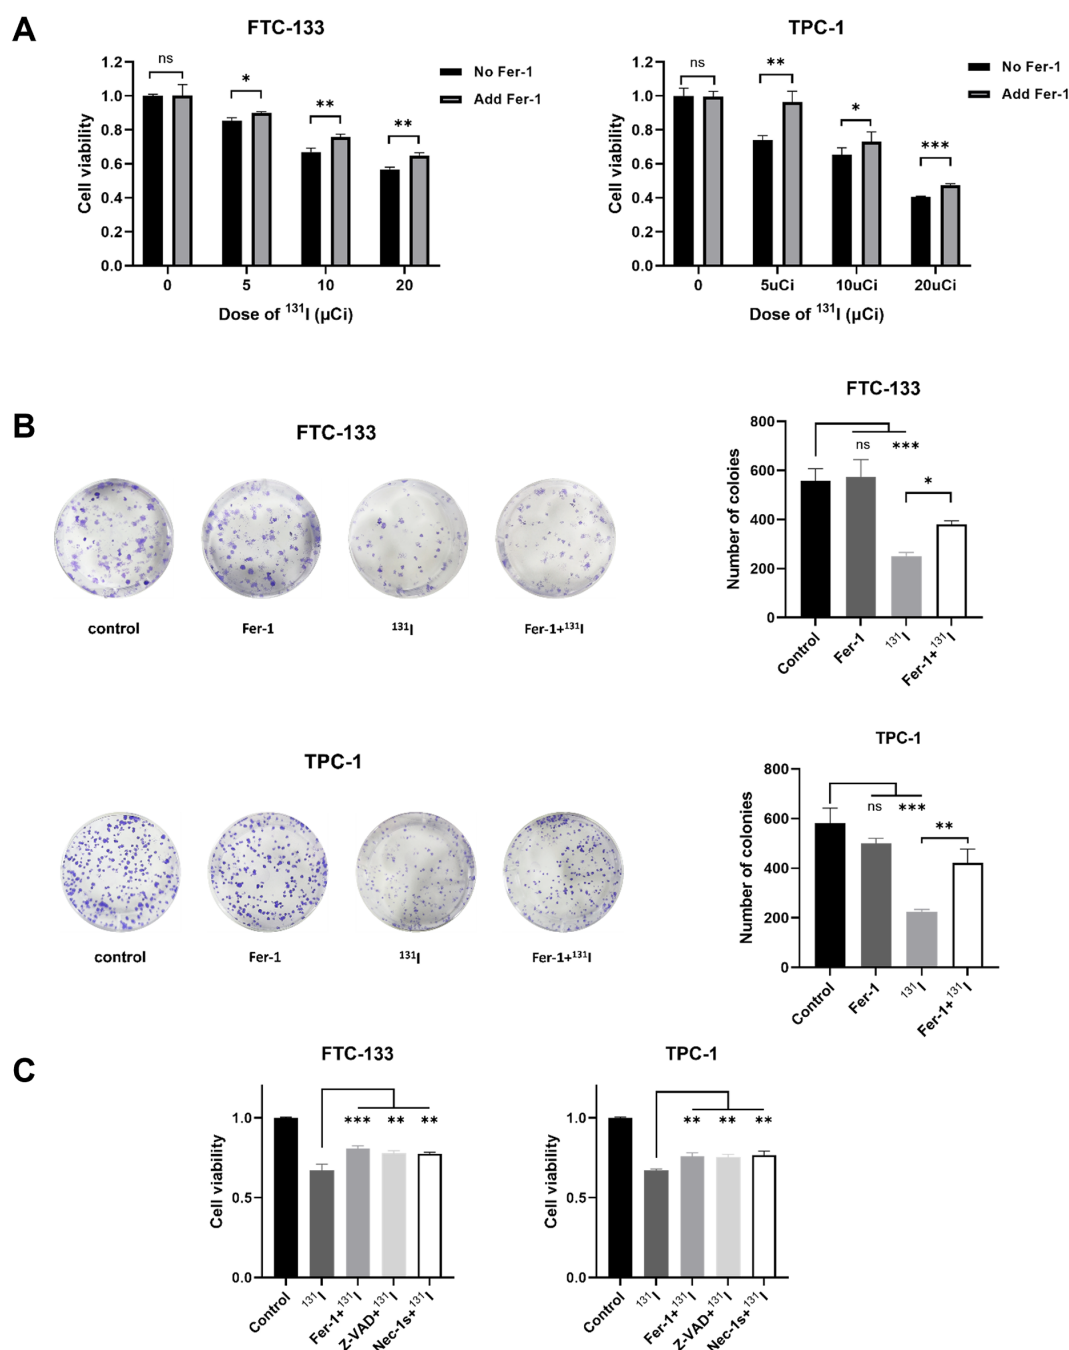 A
FTC-133
Cell viability
1.2
1.0
0.8
0.6
0.4
0.2
0.0
ns
*
**
**
No Fer-1
Add Fer-1
0
5
10
20
Dose of ¹³¹I (µCi)
TPC-1
Cell viability
1.2
1.0
0.8
0.6
0.4
0.2
0.0
ns
**
*
***
No Fer-1
Add Fer-1
0
5uCi
10uCi
20uCi
Dose of ¹³¹I (µCi)
B
FTC-133
control
Fer-1
¹³¹I
Fer-1+¹³¹I
FTC-133
Number of coloies
800
600
400
200
0
ns
***
*
Control
Fer-1
¹³¹I
Fer-1+¹³¹I
TPC-1
control
Fer-1
¹³¹I
Fer-1+¹³¹I
TPC-1
Number of colonies
800
600
400
200
0
ns
***
**
Control
Fer-1
¹³¹I
Fer-1+¹³¹I
C
FTC-133
Cell viability
1.0
0.5
0.0
***
**
**
Control
¹³¹I
Fer-1+¹³¹I
Z-VAD+¹³¹I
Nec-1s+¹³¹I
TPC-1
Cell viability
1.0
0.5
0.0
**
**
**
Control
¹³¹I
Fer-1+¹³¹I
Z-VAD+¹³¹I
Nec-1s+¹³¹I